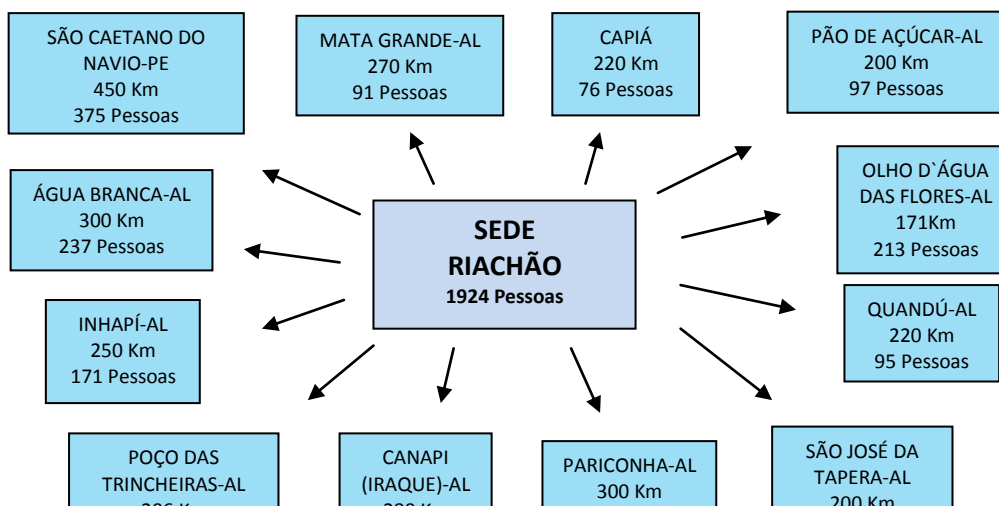 SÃO CAETANO DO
NAVIO-PE
450 Km
375 Pessoas
MATA GRANDE-AL
270 Km
91 Pessoas
CAPIÁ
220 Km
76 Pessoas
PÃO DE AÇÚCAR-AL
200 Km
97 Pessoas
ÁGUA BRANCA-AL
300 Km
237 Pessoas
SEDE
RIACHÃO
1924 Pessoas
OLHO D`ÁGUA
DAS FLORES-AL
171Km
213 Pessoas
INHAPÍ-AL
250 Km
171 Pessoas
QUANDÚ-AL
220 Km
95 Pessoas
POÇO DAS
TRINCHEIRAS-AL
CANAPI
(IRAQUE)-AL
PARICONHA-AL
300 Km
SÃO JOSÉ DA
TAPERA-AL
200 Km